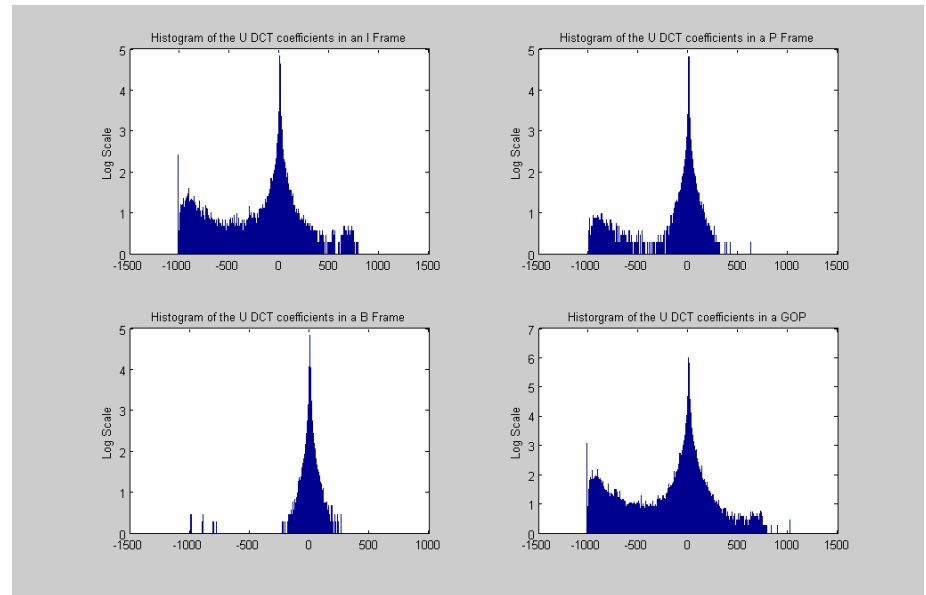 Histogram of the U DCT coefficients in an I Frame
5
4
3
2
1
0
Log Scale
-1500 -1000 -500 0 500 1000 1500
Histogram of the U DCT coefficients in a P Frame
5
4
3
2
1
0
Log Scale
-1500 -1000 -500 0 500 1000 1500
Histogram of the U DCT coefficients in a B Frame
5
4
3
2
1
0
Log Scale
-1500 -1000 -500 0 500 1000
Historgram of the U DCT coefficients in a GOP
7
6
5
4
3
2
1
0
Log Scale
-1500 -1000 -500 0 500 1000 1500